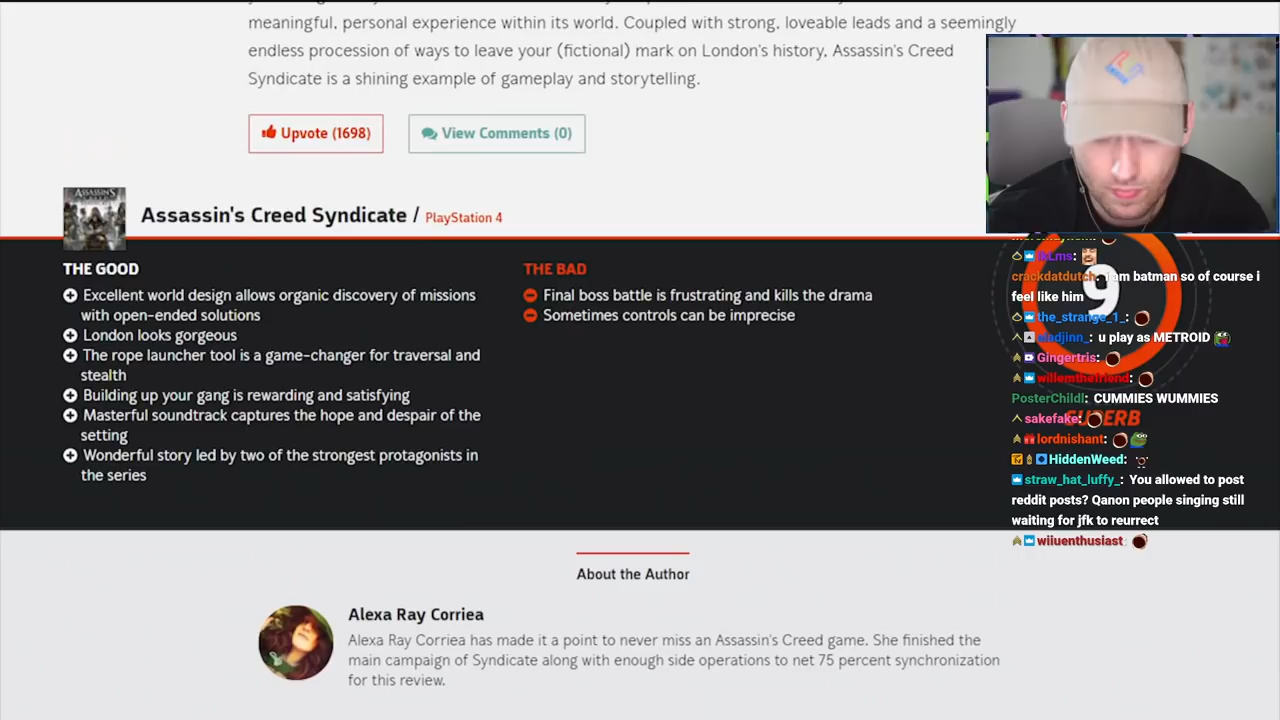 meaningful, personal experience within its world. Coupled with strong, loveable leads and a seemingly
endless procession of ways to leave your (fictional) mark on London's history, Assassin's Creed
Syndicate is a shining example of gameplay and storytelling.
Upvote (1698)
View Comments (0)
ASSASSIN'S
Assassin's Creed Syndicate / PlayStation 4
THE GOOD
Excellent world design allows organic discovery of missions
with open-ended solutions
London looks gorgeous
The rope launcher tool is a game-changer for traversal and
stealth
Building up your gang is rewarding and satisfying
Masterful soundtrack captures the hope and despair of the
setting
Wonderful story led by two of the strongest protagonists in
the series
THE BAD
Final boss battle is frustrating and kills the drama
Sometimes controls can be imprecise
9
SUPERB
crackdatdutch: i am batman so of course i
feel like him
the_strange_1_:
u play as METROID
Gingertris:
willemthefriend:
PosterChildI: CUMMIES WUMMIES
sakefake:
lordnishant:
HiddenWeed:
straw_hat_luffy_: You allowed to post
reddit posts? Qanon people singing still
waiting for jfk to reurrect
wiiuenthusiast
About the Author
Alexa Ray Corriea
Alexa Ray Corriea has made it a point to never miss an Assassin's Creed game. She finished the
main campaign of Syndicate along with enough side operations to net 75 percent synchronization
for this review.